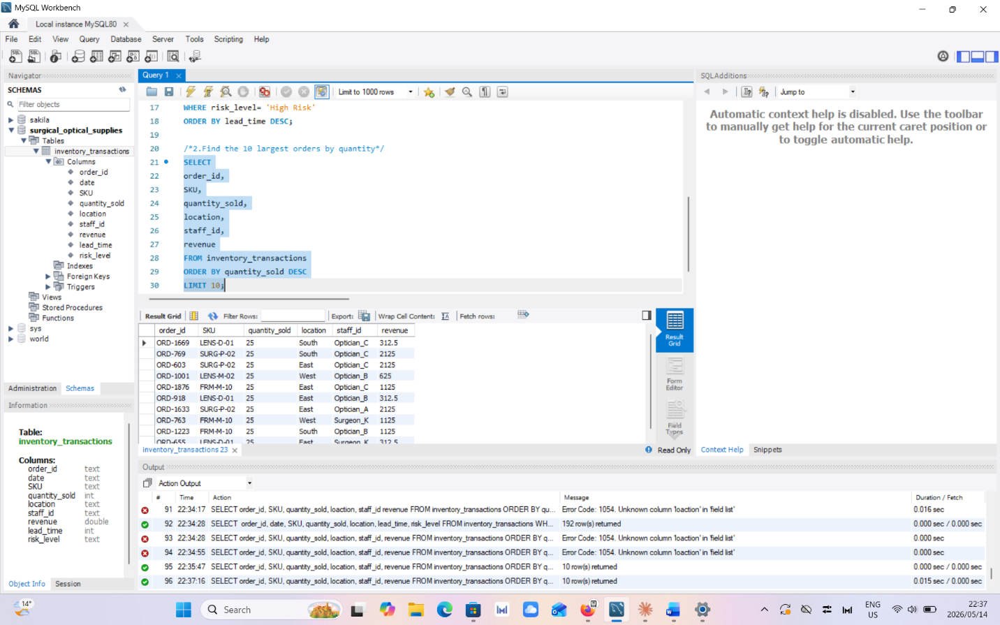 MySQL Workbench
Local instance MySQL80
File Edit View Query Database Server Tools Scripting Help
Navigator
SCHEMAS
Filter objects
sakila
surgical_optical_supplies
Tables
inventory_transactions
Columns
order_id
date
SKU
quantity_sold
location
staff_id
revenue
lead_time
risk_level
Indexes
Foreign Keys
Triggers
Views
Stored Procedures
Functions
sys
world
Administration Schemas
Information
Table:
inventory_transactions
Columns:
order_id text
date text
SKU text
quantity_sold int
location text
staff_id text
revenue double
lead_time int
risk_level text
Object Info Session
Query 1
Limit to 1000 rows
17 WHERE risk_level= 'High Risk'
18 ORDER BY lead_time DESC;
19
20 /*2.Find the 10 largest orders by quantity*/
21 SELECT
22 order_id,
23 SKU,
24 quantity_sold,
25 location,
26 staff_id,
27 revenue
28 FROM inventory_transactions
29 ORDER BY quantity_sold DESC
30 LIMIT 10;
Result Grid Filter Rows: Export: Wrap Cell Content: Fetch rows:
order_id SKU quantity_sold location staff_id revenue
ORD-1669 LENS-D-01 25 South Optician_C 312.5
ORD-769 SURG-P-02 25 South Optician_C 2125
ORD-603 SURG-P-02 25 East Optician_C 2125
ORD-1001 LENS-M-02 25 West Optician_B 625
ORD-1876 FRM-M-10 25 East Optician_C 1125
ORD-918 LENS-D-01 25 East Optician_B 312.5
ORD-1633 SURG-P-02 25 East Optician_A 2125
ORD-763 FRM-M-10 25 West Surgeon_K 1125
ORD-1223 FRM-M-10 25 South Optician_B 1125
ORD-655 LENS-D-01 25 East Surgeon_K 312.5
Result Grid
Form Editor
Field Types
inventory_transactions 23
Read Only
SQLAdditions
Jump to
Automatic context help is disabled. Use the toolbar
to manually get help for the current caret position or
to toggle automatic help.
Context Help Snippets
Output
Action Output
# Time Action Message Duration / Fetch
91 22:34:17 SELECT order_id, SKU, quantity_sold, loaction, staff_id revenue FROM inventory_transactions ORDER BY qu... Error Code: 1054. Unknown column 'loaction' in 'field list' 0.016 sec
92 22:34:28 SELECT order_id, date, SKU, quantity_sold, location, lead_time, risk_level FROM inventory_transactions WH... 192 row(s) returned 0.000 sec / 0.000 sec
93 22:34:28 SELECT order_id, SKU, quantity_sold, loaction, staff_id, revenue FROM inventory_transactions ORDER BY q... Error Code: 1054. Unknown column 'loaction' in 'field list' 0.000 sec
94 22:34:55 SELECT order_id, SKU, quantity_sold, loaction, staff_id, revenue FROM inventory_transactions ORDER BY q... Error Code: 1054. Unknown column 'loaction' in 'field list' 0.000 sec
95 22:35:47 SELECT order_id, SKU, quantity_sold, location, staff_id, revenue FROM inventory_transactions ORDER BY q... 10 row(s) returned 0.000 sec / 0.000 sec
96 22:37:16 SELECT order_id, SKU, quantity_sold, location, staff_id, revenue FROM inventory_transactions ORDER BY q... 10 row(s) returned 0.015 sec / 0.000 sec
14°
Search
ENG
US
22:37
2026/05/14